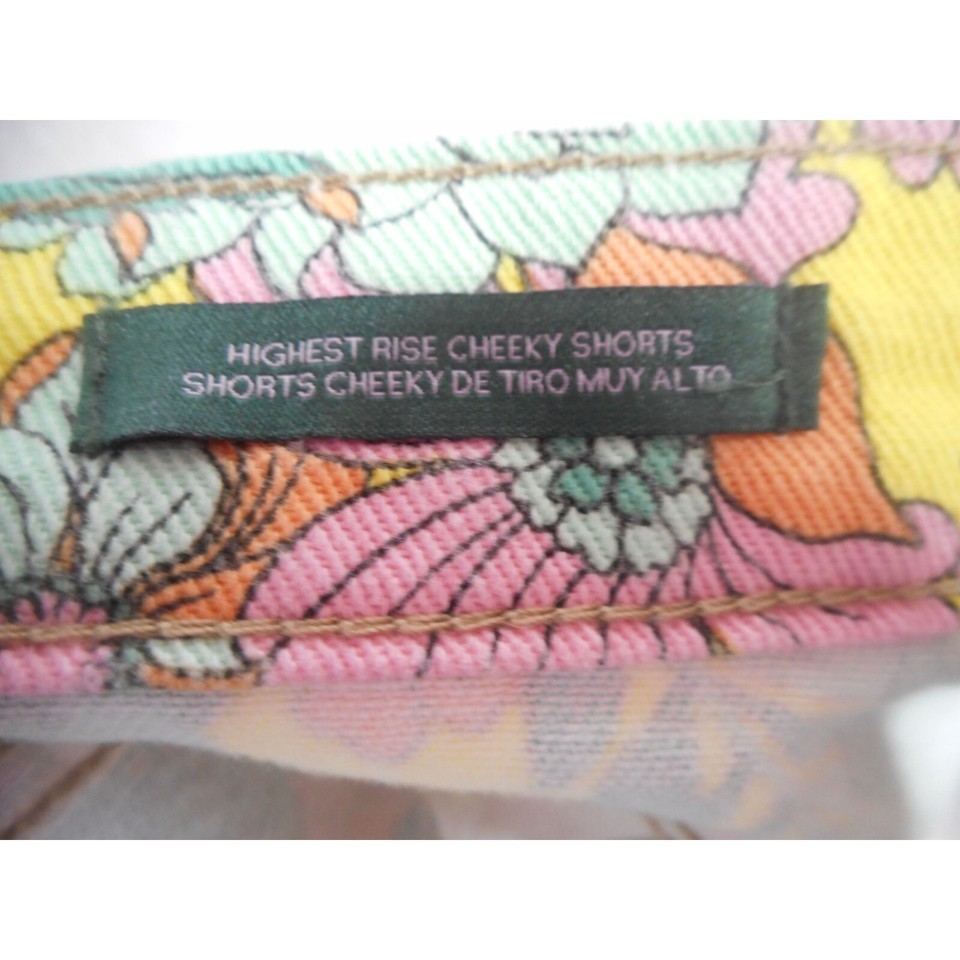 HIGHEST RISE CHEEKY SHORTS
SHORTS CHEEKY DE TIRO MUY ALTO